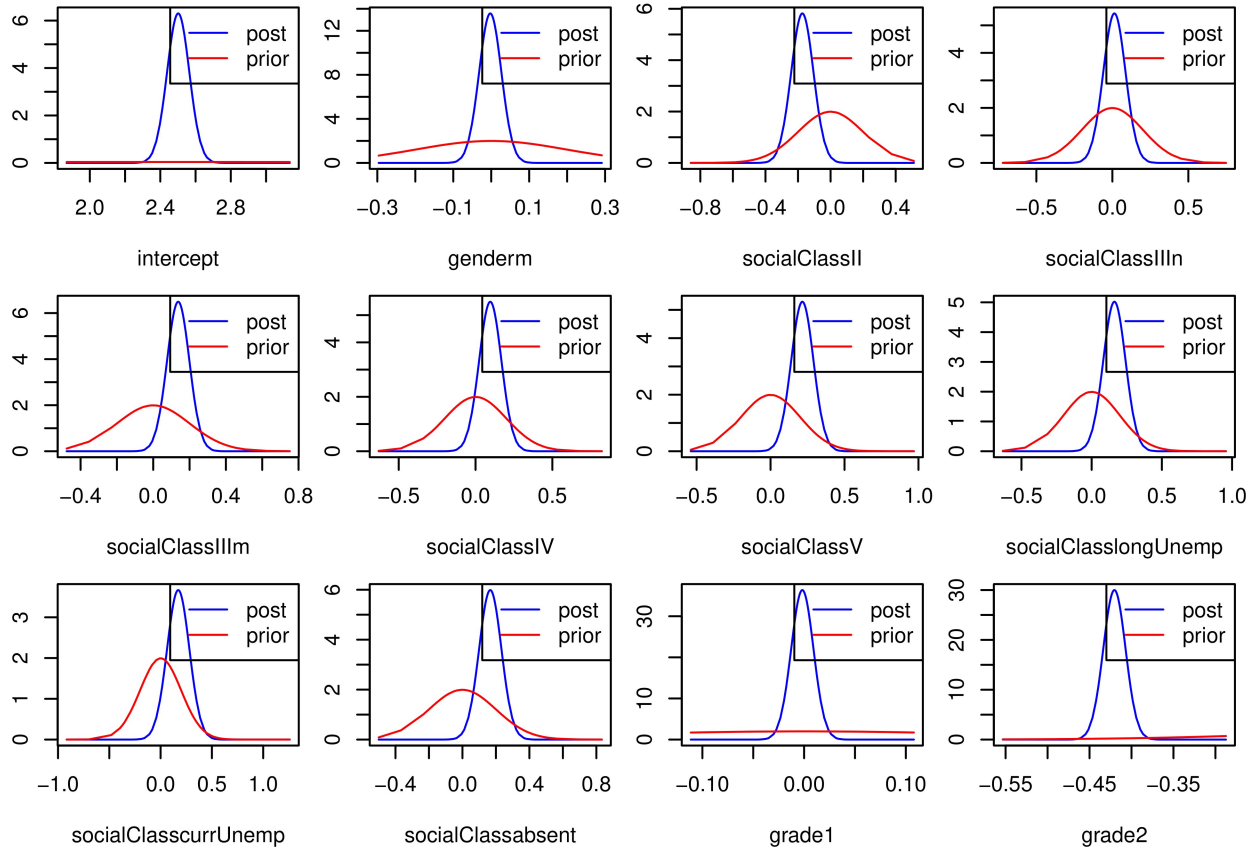 6
4
2
0
post
prior
2.0
2.4
2.8
intercept
12
8
4
2
0
post
prior
−0.3
−0.1
0.1
0.3
genderm
6
4
2
0
post
prior
−0.8
−0.4
0.0
0.4
socialClassII
4
2
0
post
prior
−0.5
0.0
0.5
socialClassIIIn
6
4
2
0
post
prior
−0.4
0.0
0.4
0.8
socialClassIIIm
4
2
0
post
prior
−0.5
0.0
0.5
socialClassIV
4
2
0
post
prior
−0.5
0.0
0.5
1.0
socialClassV
5
4
3
2
1
0
post
prior
−0.5
0.0
0.5
1.0
socialClasslongUnemp
3
2
1
0
post
prior
−1.0
0.0
0.5
1.0
socialClasscurrUnemp
6
4
2
0
post
prior
−0.4
0.0
0.4
0.8
socialClassabsent
30
10
0
post
prior
−0.10
0.00
0.10
grade1
30
20
10
0
post
prior
−0.55
−0.45
−0.35
grade2